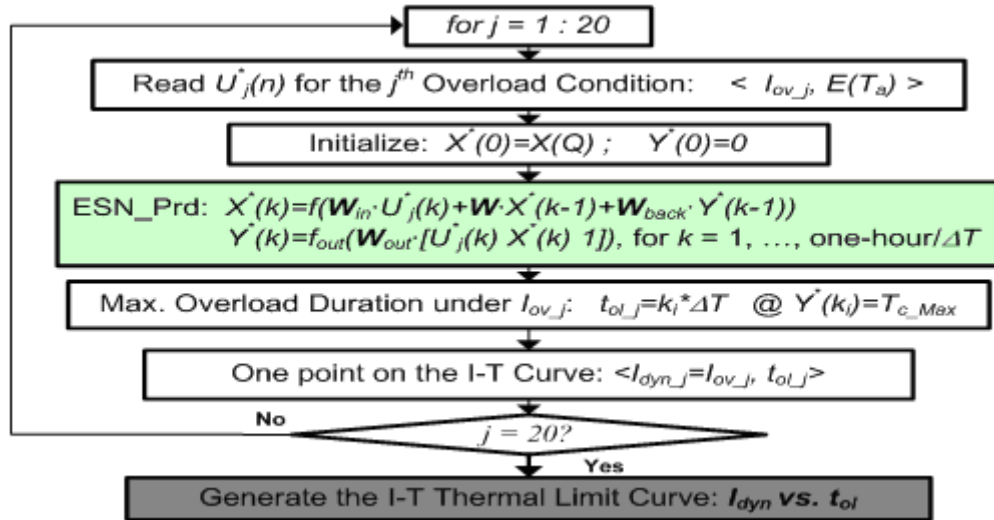 for j = 1 : 20
Read U*j(n) for the jth Overload Condition: < Iov_j, E(Ta) >
Initialize: X*(0)=X(Q) ; Y*(0)=0
ESN_Prd: X*(k)=f(Win·U*j(k)+W·X*(k-1)+Wback·Y*(k-1))
Y*(k)=fout(Wout·[U*j(k) X*(k) 1]), for k = 1, ..., one-hour/ΔT
Max. Overload Duration under Iov_j: tol_j=ki*ΔT @ Y*(ki)=Tc_Max
One point on the I-T Curve: <Idyn_j=Iov_j, tol_j>
No
j = 20?
Yes
Generate the I-T Thermal Limit Curve: Idyn vs. tol